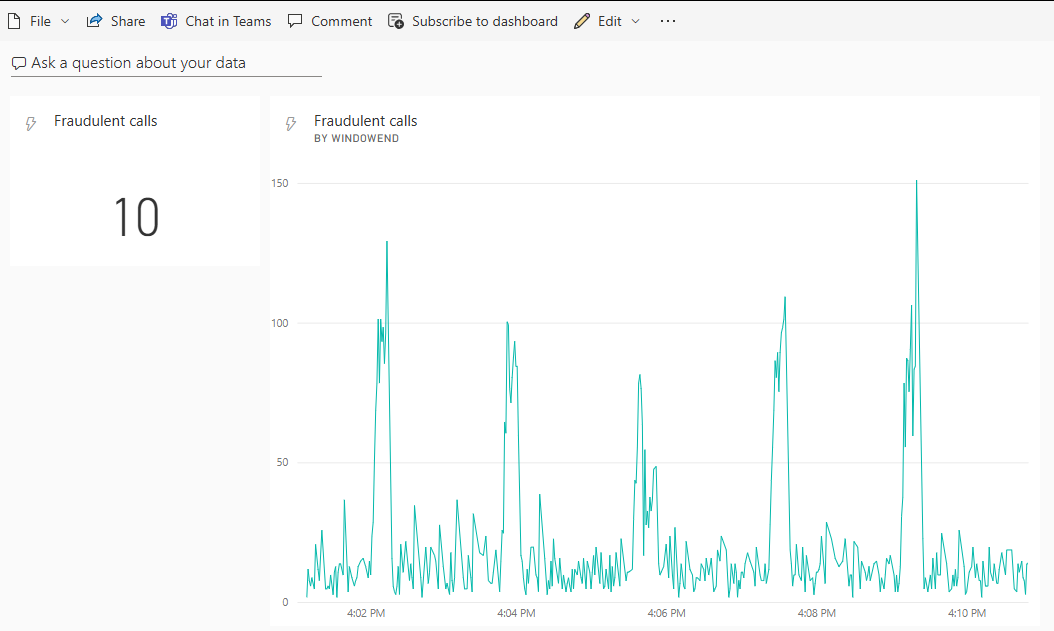 File Share Chat in Teams Comment Subscribe to dashboard Edit ...
Ask a question about your data
Fraudulent calls
10
Fraudulent calls
BY WINDOWEND
150
100
50
0
4:02 PM 4:04 PM 4:06 PM 4:08 PM 4:10 PM